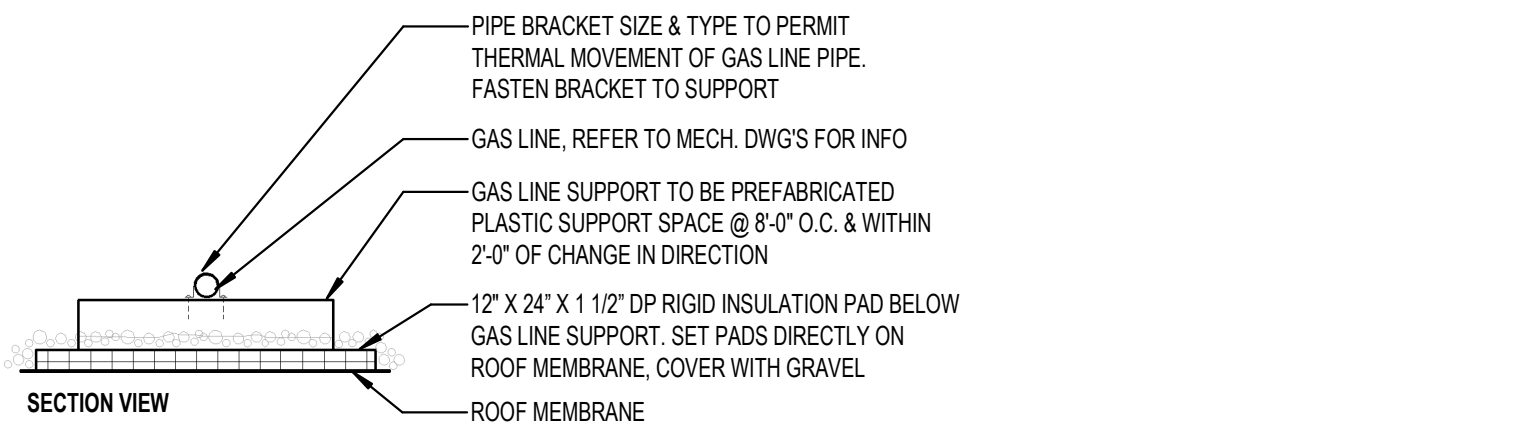 PIPE BRACKET SIZE & TYPE TO PERMIT
THERMAL MOVEMENT OF GAS LINE PIPE.
FASTEN BRACKET TO SUPPORT
GAS LINE, REFER TO MECH. DWG'S FOR INFO
GAS LINE SUPPORT TO BE PREFABRICATED
PLASTIC SUPPORT SPACE @ 8'-0" O.C. & WITHIN
2'-0" OF CHANGE IN DIRECTION
12" X 24” X 1 1/2” DP RIGID INSULATION PAD BELOW
GAS LINE SUPPORT. SET PADS DIRECTLY ON
ROOF MEMBRANE, COVER WITH GRAVEL
ROOF MEMBRANE
SECTION VIEW